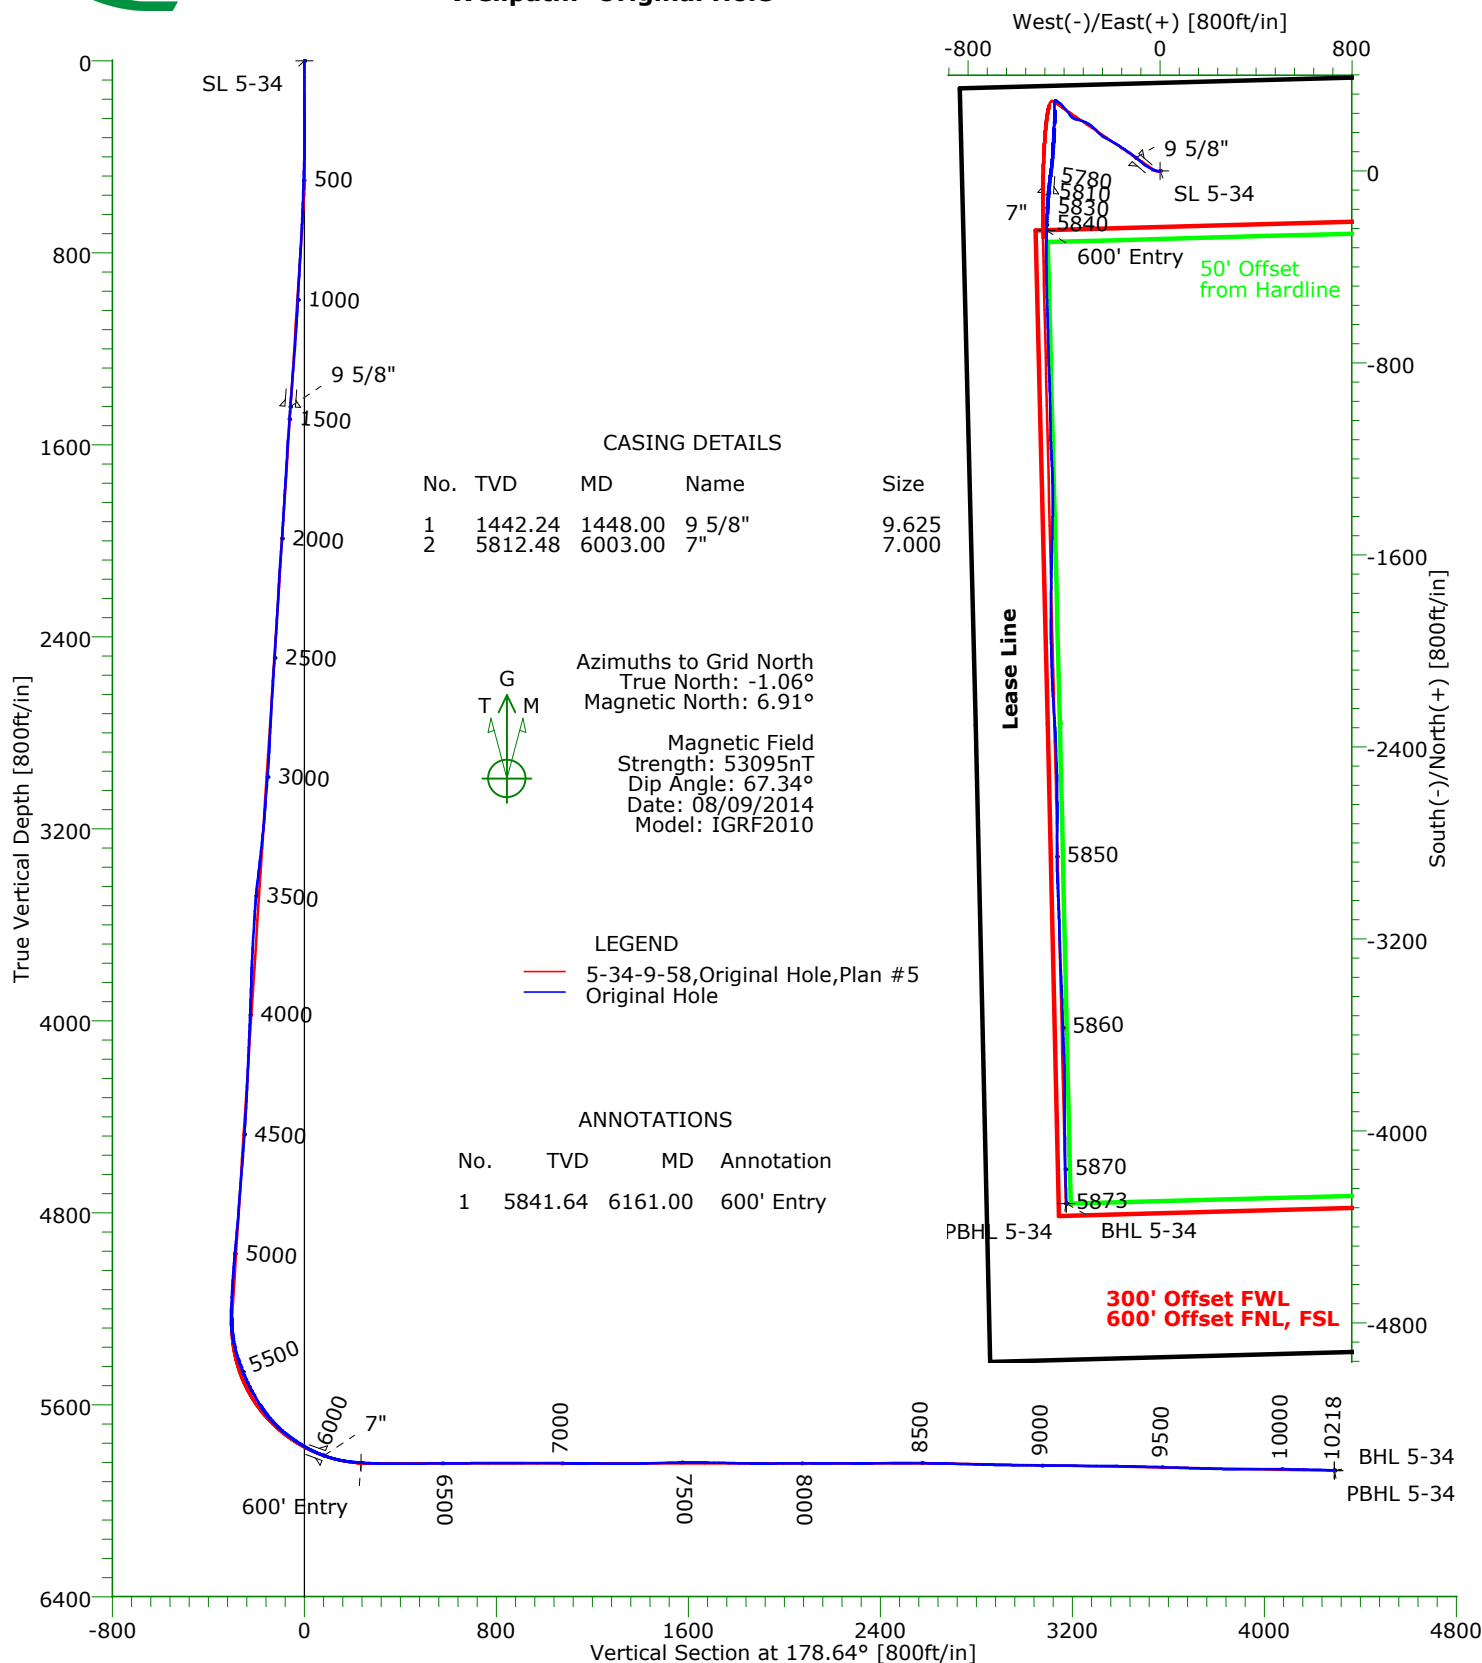 West(-)/East(+) [800ft/in]
-800
0
800
0
SL 5-34
9 5/8"
SL 5-34
0
500
5780
5810
5830
5840
7"
800
600' Entry
50' Offset
from Hardline
1000
-800
9 5/8"
1500
1600
CASING DETAILS
No. TVD MD Name Size
1 1442.24 1448.00 9 5/8" 9.625
2 5812.48 6003.00 7" 7.000
2000
-1600
2400
2500
Azimuths to Grid North
True North: -1.06°
Magnetic North: 6.91°
Magnetic Field
Strength: 53095nT
Dip Angle: 67.34°
Date: 08/09/2014
Model: IGRF2010
G
T M
Lease Line
South(-)/North(+) [800ft/in]
True Vertical Depth [800ft/in]
-2400
3000
3200
5850
3500
LEGEND
5-34-9-58,Original Hole,Plan #5
Original Hole
-3200
4000
4000
5860
ANNOTATIONS
No. TVD MD Annotation
1 5841.64 6161.00 600' Entry
4500
-4000
5870
5873
PBHL 5-34
BHL 5-34
4800
5000
300' Offset FWL
600' Offset FNL, FSL
-4800
5500
5600
6000
7"
7000
8500
9000
9500
10000
10218
BHL 5-34
PBHL 5-34
600' Entry
6500
7500
8000
6400
-800
0
800
1600
2400
3200
4000
4800
Vertical Section at 178.64° [800ft/in]